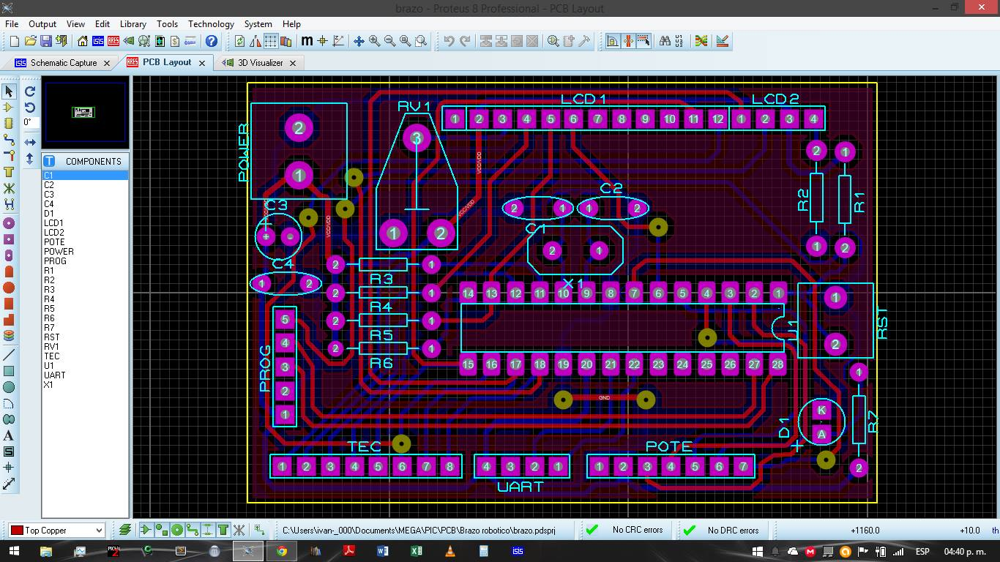 brazo - Proteus 8 Professional - PCB Layout
File Output View Edit Library Tools Technology System Help
Schematic Capture PCB Layout 3D Visualizer
0°
COMPONENTS
C1
C2
C3
C4
D1
LCD1
LCD2
POTE
POWER
PROG
R1
R2
R3
R4
R5
R6
R7
RST
RV1
TEC
U1
UART
X1
LCD1 LCD2
RV1
1 2 3 4 5 6 7 8 9 10 11 12 1 2 3 4
POWER
2
1
3
1 2
VCC/VDD
VCC/VDD
VCC/VDD
C2
2 1 1 2
C1
2 1
X1
R2
R1
2 1
1 2
C3
+ -
C4
1 2
2 1
R3
2 1
R4
2 1
R5
2 1
R6
14 13 12 11 10 9 8 7 6 5 4 3 2 1
U1
15 16 17 18 19 20 21 22 23 24 25 26 27 28
1
2
RST
PROG
5
4
3
2
1
GND
D1
K
A
+
1
R7
2
TEC
1 2 3 4 5 6 7 8
4 3 2 1
UART
POTE
1 2 3 4 5 6 7
Top Copper
C:\Users\ivan-_000\Documents\MEGA\PIC\PCB\Brazo robotico\brazo.pdsprj
No CRC errors
No DRC errors
+1160.0
+10.0
th
ESP
04:40 p. m.